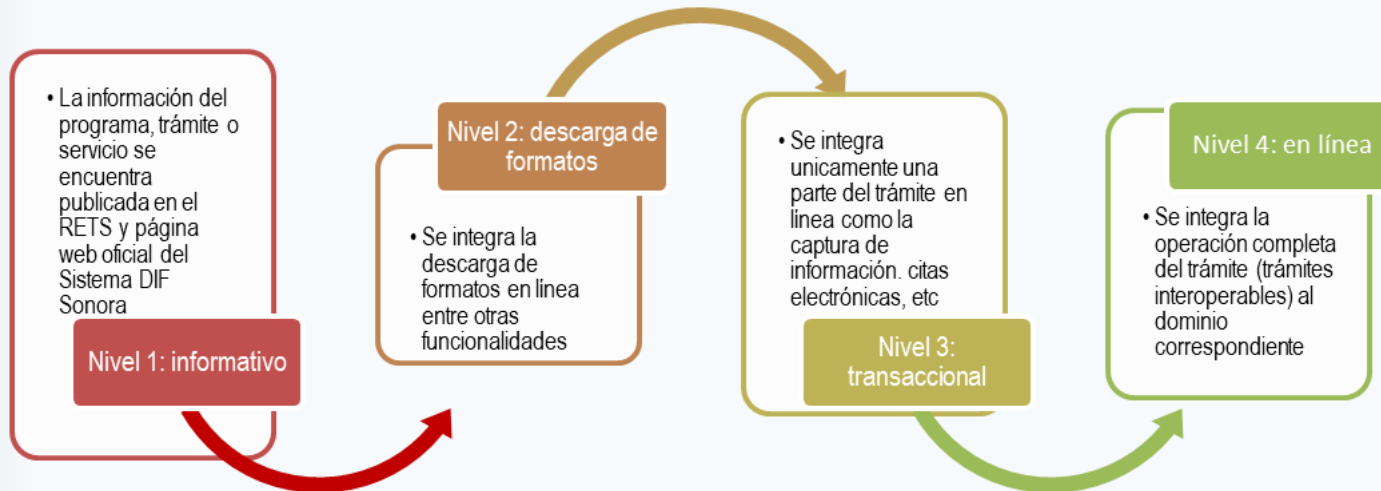 • La información del
programa, trámite o
servicio se
encuentra
publicada en el
RETS y página
web oficial del
Sistema DIF
Sonora
Nivel 1: informativo
Nivel 2: descarga de
formatos
• Se integra la
descarga de
formatos en línea
entre otras
funcionalidades
• Se integra
unicamente una
parte del trámite en
línea como la
captura de
información. citas
electrónicas, etc
Nivel 3:
transaccional
Nivel 4: en línea
• Se integra la
operación completa
del trámite (trámites
interoperables) al
dominio
correspondiente